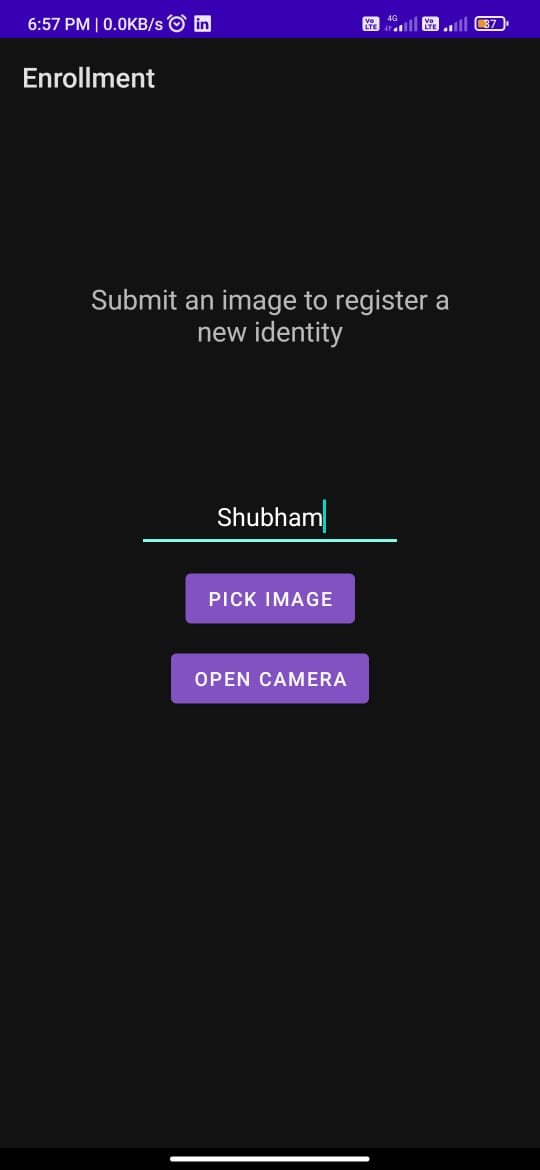 6:57 PM | 0.0KB/s in Vo LTE 4G Vo LTE 37
Enrollment
Submit an image to register a
new identity
Shubham
PICK IMAGE
OPEN CAMERA